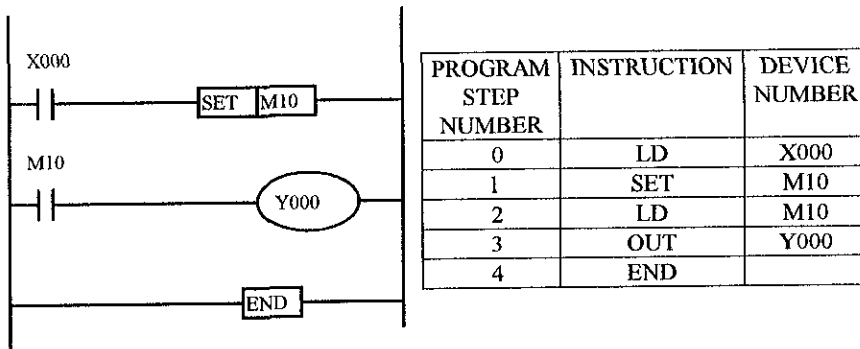 X000
SET M10
M10
Y000
END
PROGRAM STEP NUMBER INSTRUCTION DEVICE NUMBER
0 LD X000
1 SET M10
2 LD M10
3 OUT Y000
4 END